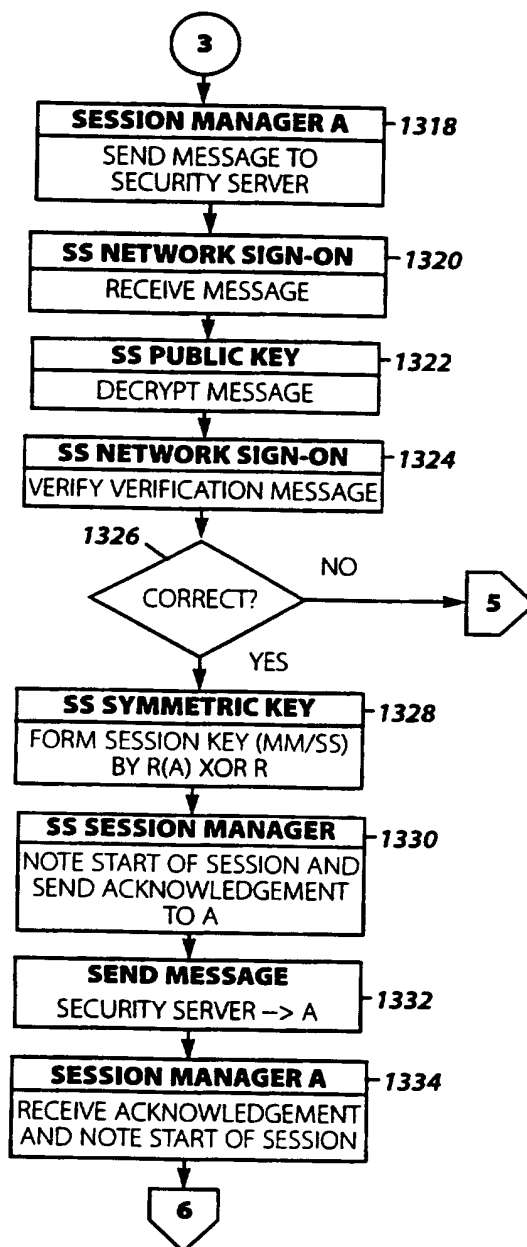 3
SESSION MANAGER A
1318
SEND MESSAGE TO
SECURITY SERVER
SS NETWORK SIGN-ON
1320
RECEIVE MESSAGE
SS PUBLIC KEY
1322
DECRYPT MESSAGE
SS NETWORK SIGN-ON
1324
VERIFY VERIFICATION MESSAGE
1326
CORRECT?
NO
5
YES
SS SYMMETRIC KEY
1328
FORM SESSION KEY (MM/SS)
BY R(A) XOR R
SS SESSION MANAGER
1330
NOTE START OF SESSION AND
SEND ACKNOWLEDGEMENT
TO A
SEND MESSAGE
SECURITY SERVER --> A
1332
SESSION MANAGER A
1334
RECEIVE ACKNOWLEDGEMENT
AND NOTE START OF SESSION
6